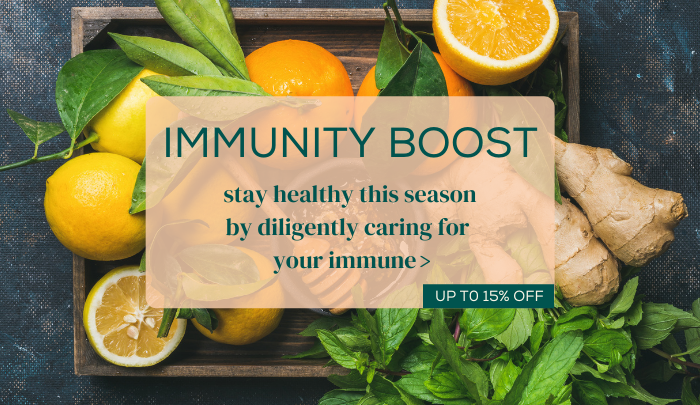 IMMUNITY BOOST
stay healthy this season
by diligently caring for
your immune >
UP TO 15% OFF